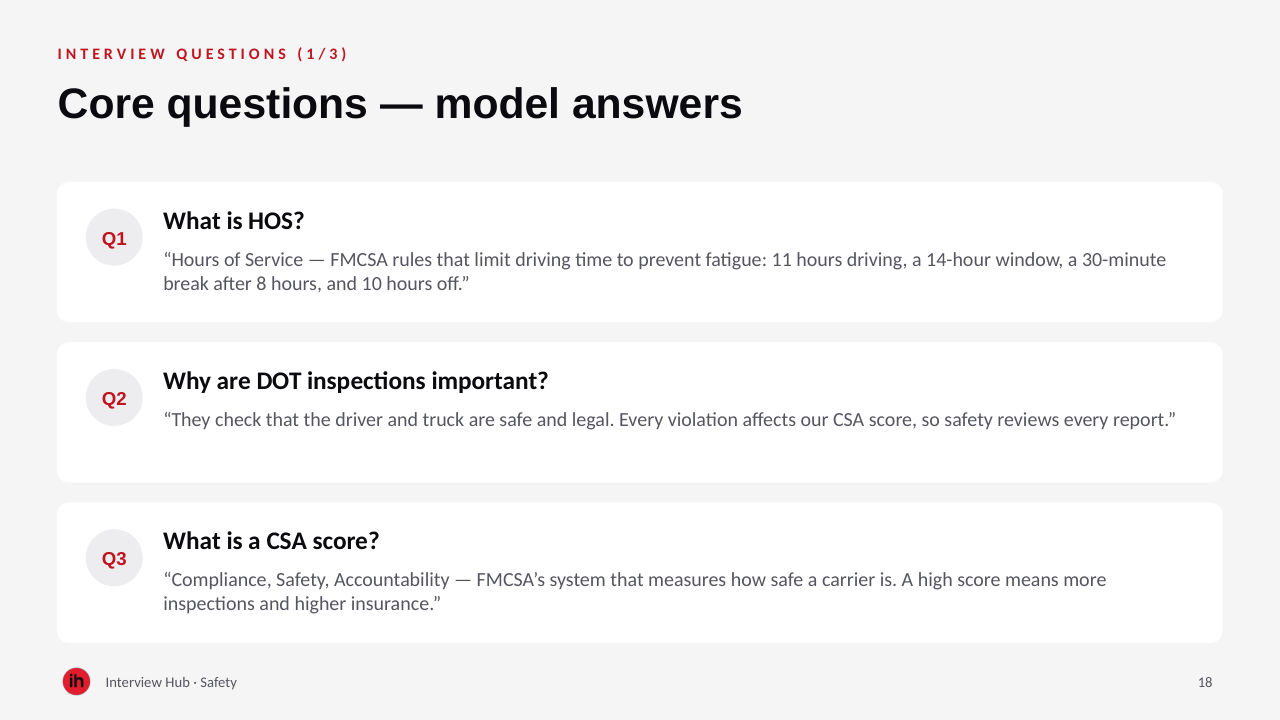 INTERVIEW QUESTIONS (1/3)
Core questions — model answers
Q1
What is HOS?
“Hours of Service — FMCSA rules that limit driving time to prevent fatigue: 11 hours driving, a 14-hour window, a 30-minute
break after 8 hours, and 10 hours off.”
Q2
Why are DOT inspections important?
“They check that the driver and truck are safe and legal. Every violation affects our CSA score, so safety reviews every report.”
Q3
What is a CSA score?
“Compliance, Safety, Accountability — FMCSA’s system that measures how safe a carrier is. A high score means more
inspections and higher insurance.”
ih
Interview Hub · Safety
18